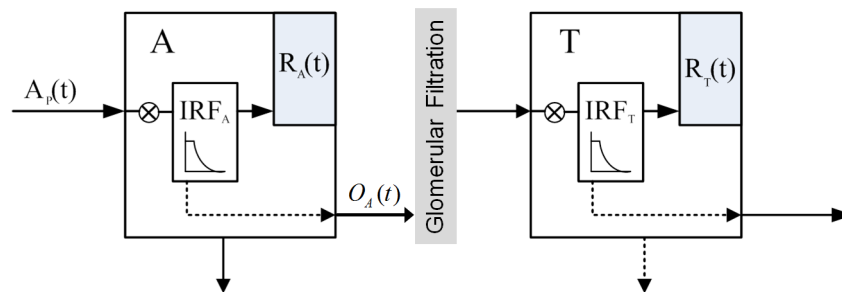 A
R_A(t)
A_P(t)
IRF_A
O_A(t)
Glomerular Filtration
T
R_T(t)
IRF_T